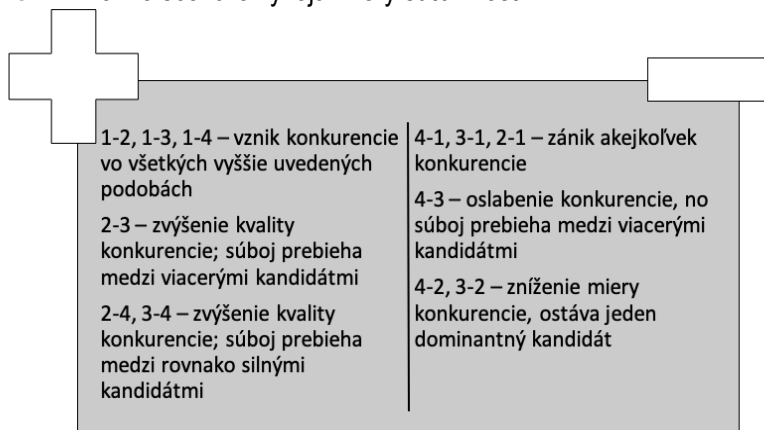 1-2, 1-3, 1-4 – vznik konkurencie
vo všetkých vyššie uvedených
podobách
2-3 – zvýšenie kvality
konkurencie; súboj prebieha
medzi viacerými kandidátmi
2-4, 3-4 – zvýšenie kvality
konkurencie; súboj prebieha
medzi rovnako silnými
kandidátmi
4-1, 3-1, 2-1 – zánik akejkoľvek
konkurencie
4-3 – oslabenie konkurencie, no
súboj prebieha medzi viacerými
kandidátmi
4-2, 3-2 – zníženie miery
konkurencie, ostáva jeden
dominantný kandidát